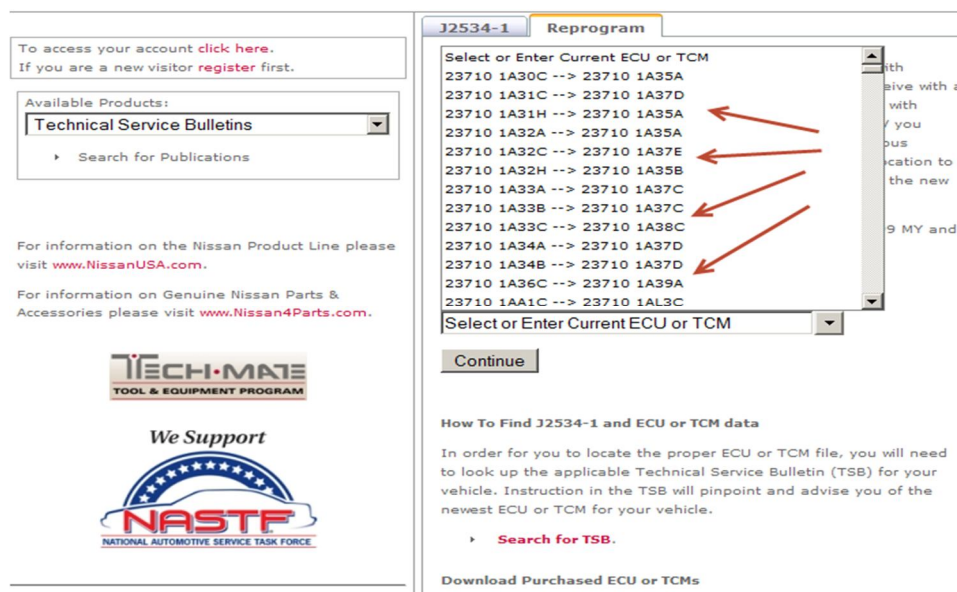 To access your account click here.
If you are a new visitor register first.
Available Products:
Technical Service Bulletins
Search for Publications
For information on the Nissan Product Line please
visit www.NissanUSA.com.
For information on Genuine Nissan Parts &
Accessories please visit www.Nissan4Parts.com.
TECH·MATE
TOOL & EQUIPMENT PROGRAM
We Support
NASTF
NATIONAL AUTOMOTIVE SERVICE TASK FORCE
J2534-1 Reprogram
Select or Enter Current ECU or TCM
23710 1A30C --> 23710 1A35A
23710 1A31C --> 23710 1A37D
23710 1A31H --> 23710 1A35A
23710 1A32A --> 23710 1A35A
23710 1A32C --> 23710 1A37E
23710 1A32H --> 23710 1A35B
23710 1A33A --> 23710 1A37C
23710 1A33B --> 23710 1A37C
23710 1A33C --> 23710 1A38C
23710 1A34A --> 23710 1A37D
23710 1A34B --> 23710 1A37D
23710 1A36C --> 23710 1A39A
23710 1AA1C --> 23710 1AL3C
with
you
to
the new
MY and
Select or Enter Current ECU or TCM
Continue
How To Find J2534-1 and ECU or TCM data
In order for you to locate the proper ECU or TCM file, you will need
to look up the applicable Technical Service Bulletin (TSB) for your
vehicle. Instruction in the TSB will pinpoint and advise you of the
newest ECU or TCM for your vehicle.
Search for TSB.
Download Purchased ECU or TCMs